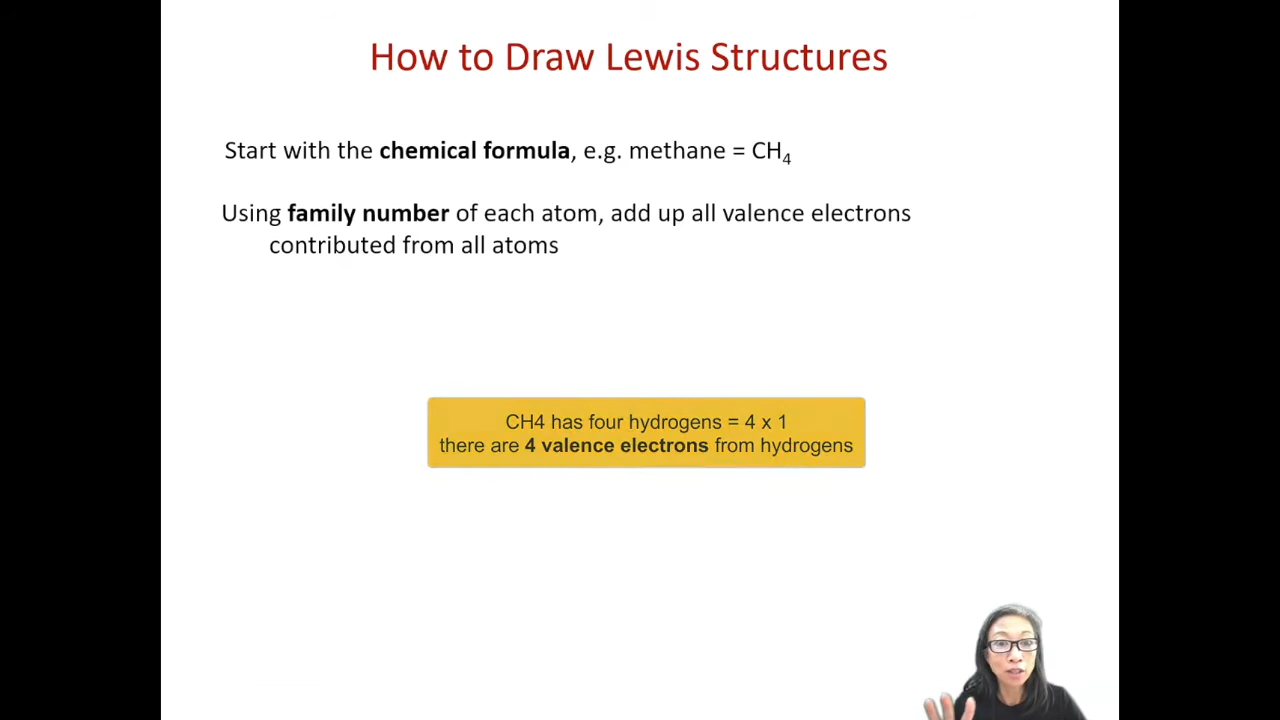 How to Draw Lewis Structures
Start with the chemical formula, e.g. methane = CH₄
Using family number of each atom, add up all valence electrons
contributed from all atoms
CH4 has four hydrogens = 4 x 1
there are 4 valence electrons from hydrogens